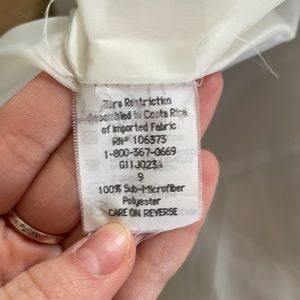 Zero Restriction
Assembled in Costa Rica
of Imported Fabric
RN# 106373
1-800-367-0669
G11J023A
9
100% Sub-Microfiber
Polyester
CARE ON REVERSE